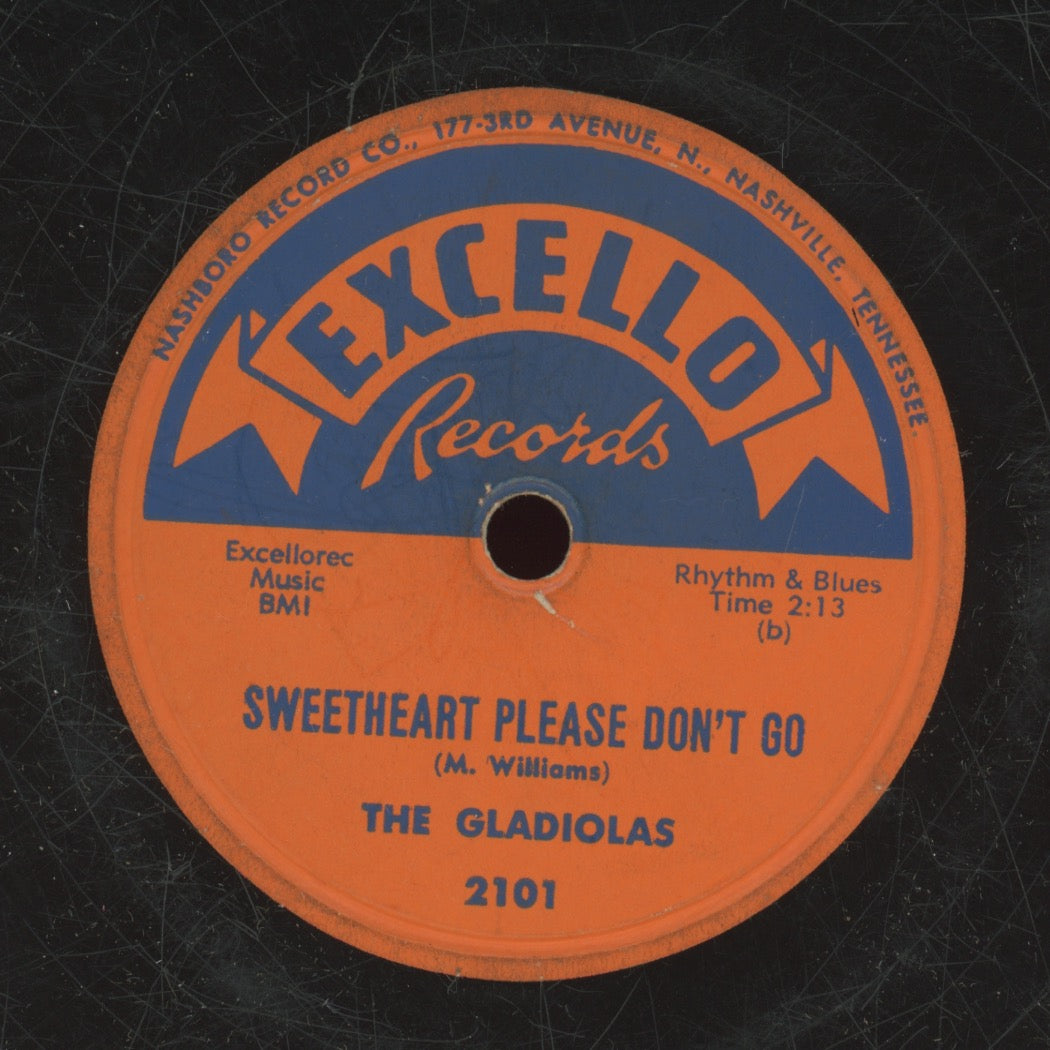 NASHBORO RECORD CO., 177-3RD AVENUE, N., NASHVILLE, TENNESSEE.
EXCELLO
Records
Excellorec
Music
BMI
Rhythm & Blues
Time 2:13
(b)
SWEETHEART PLEASE DON'T GO
(M. Williams)
THE GLADIOLAS
2101